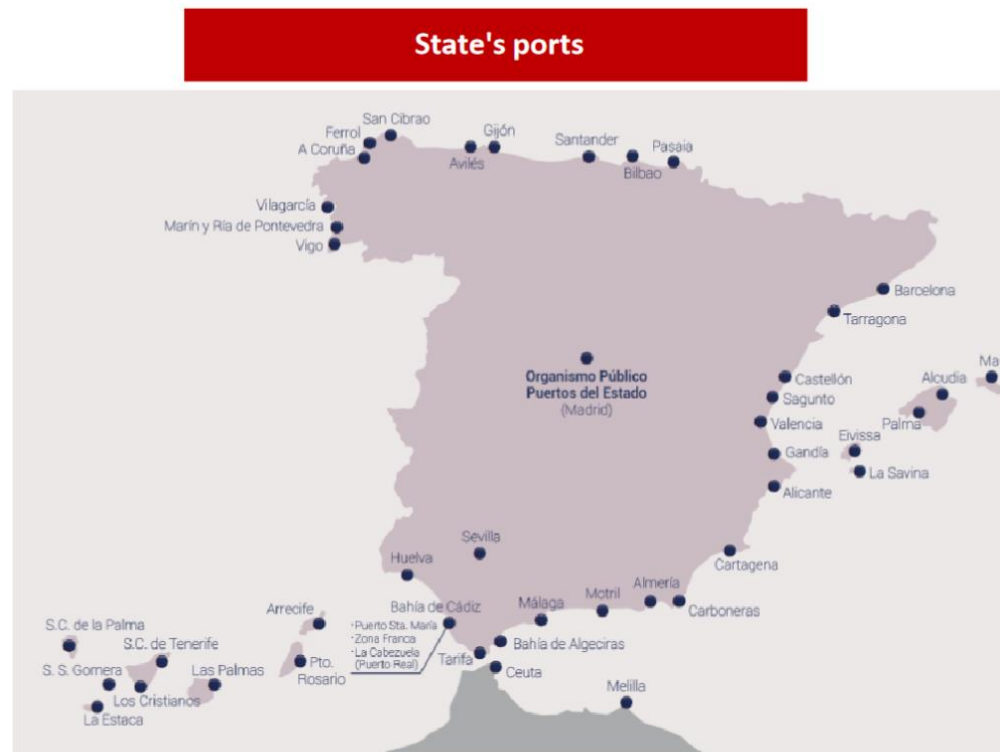 State's ports
San Cibrao
Ferrol
A Coruña
Avilés
Gijón
Santander
Bilbao
Pasaia
Vilagarcía
Marín y Ría de Pontevedra
Vigo
Barcelona
Tarragona
Organismo Público
Puertos del Estado
(Madrid)
Castellón
Sagunto
Valencia
Gandía
Alicante
Ma
Alcudia
Palma
Eivissa
La Savina
Sevilla
Huelva
Cartagena
Almería
Motril
Málaga
Carboneras
Bahía de Cádiz
·Puerto Sta. María
·Zona Franca
·La Cabezuela
(Puerto Real)
Bahía de Algeciras
Tarifa
Ceuta
Melilla
Arrecife
Pto.
Rosario
S.C. de la Palma
S.C. de Tenerife
S. S. Gomera
Las Palmas
Los Cristianos
La Estaca